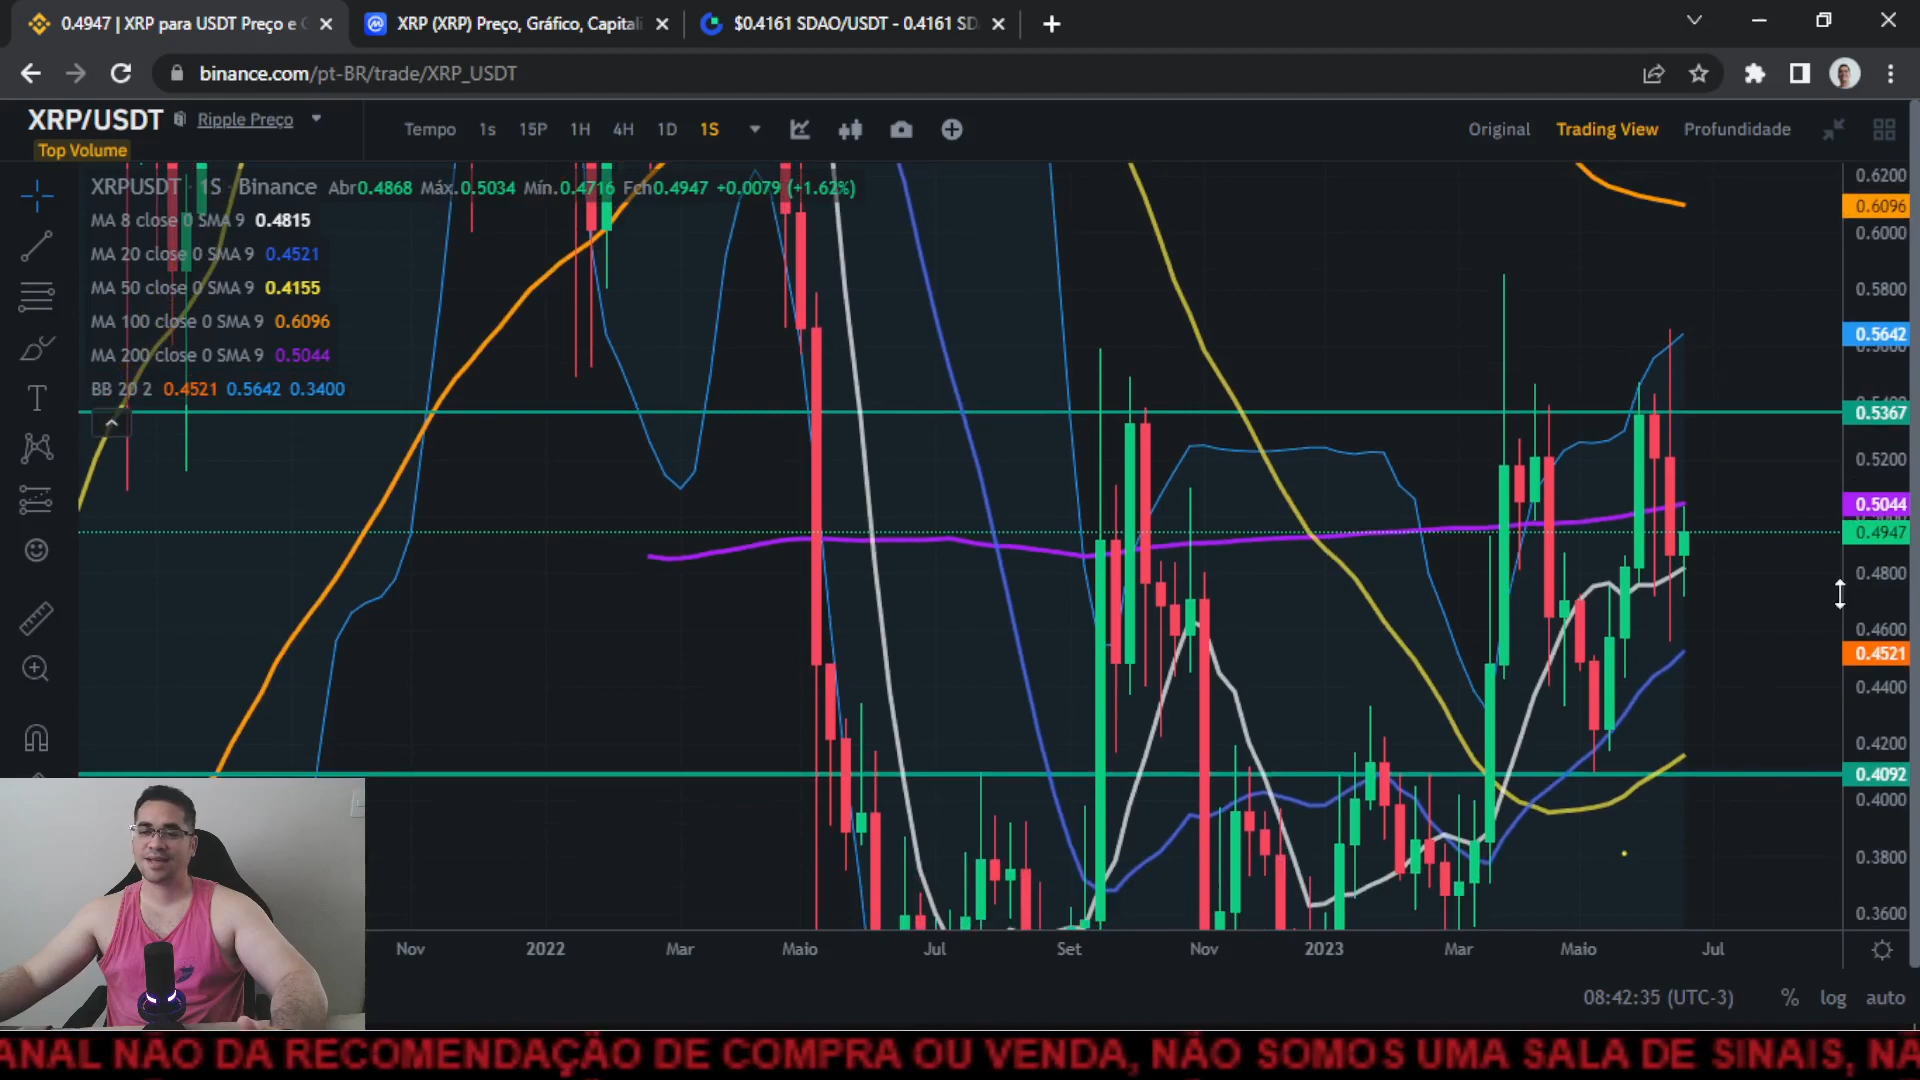 0.4947 | XRP para USDT Preço e
XRP (XRP) Preço, Gráfico, Capitali
$0.4161 SDAO/USDT - 0.4161 SD
binance.com/pt-BR/trade/XRP_USDT
XRP/USDT
Ripple Preço
Top Volume
Tempo 1s 15P 1H 4H 1D 1S
Original Trading View Profundidade
XRPUSDT · 1S · Binance Abr0.4868 Máx.0.5034 Mín.0.4716 Fch0.4947 +0.0079 (+1.62%)
MA 8 close 0 SMA 9 0.4815
MA 20 close 0 SMA 9 0.4521
MA 50 close 0 SMA 9 0.4155
MA 100 close 0 SMA 9 0.6096
MA 200 close 0 SMA 9 0.5044
BB 20 2 0.4521 0.5642 0.3400
0.6200
0.6096
0.6000
0.5800
0.5642
0.5367
0.5200
0.5044
0.4947
0.4800
0.4600
0.4521
0.4400
0.4200
0.4092
0.4000
0.3800
0.3600
Nov 2022 Mar Maio Jul Set Nov 2023 Mar Maio Jul
08:42:35 (UTC-3) % log auto
ANAL NÃO DA RECOMENDAÇÃO DE COMPRA OU VENDA, NÃO SOMOS UMA SALA DE SINAIS, NA